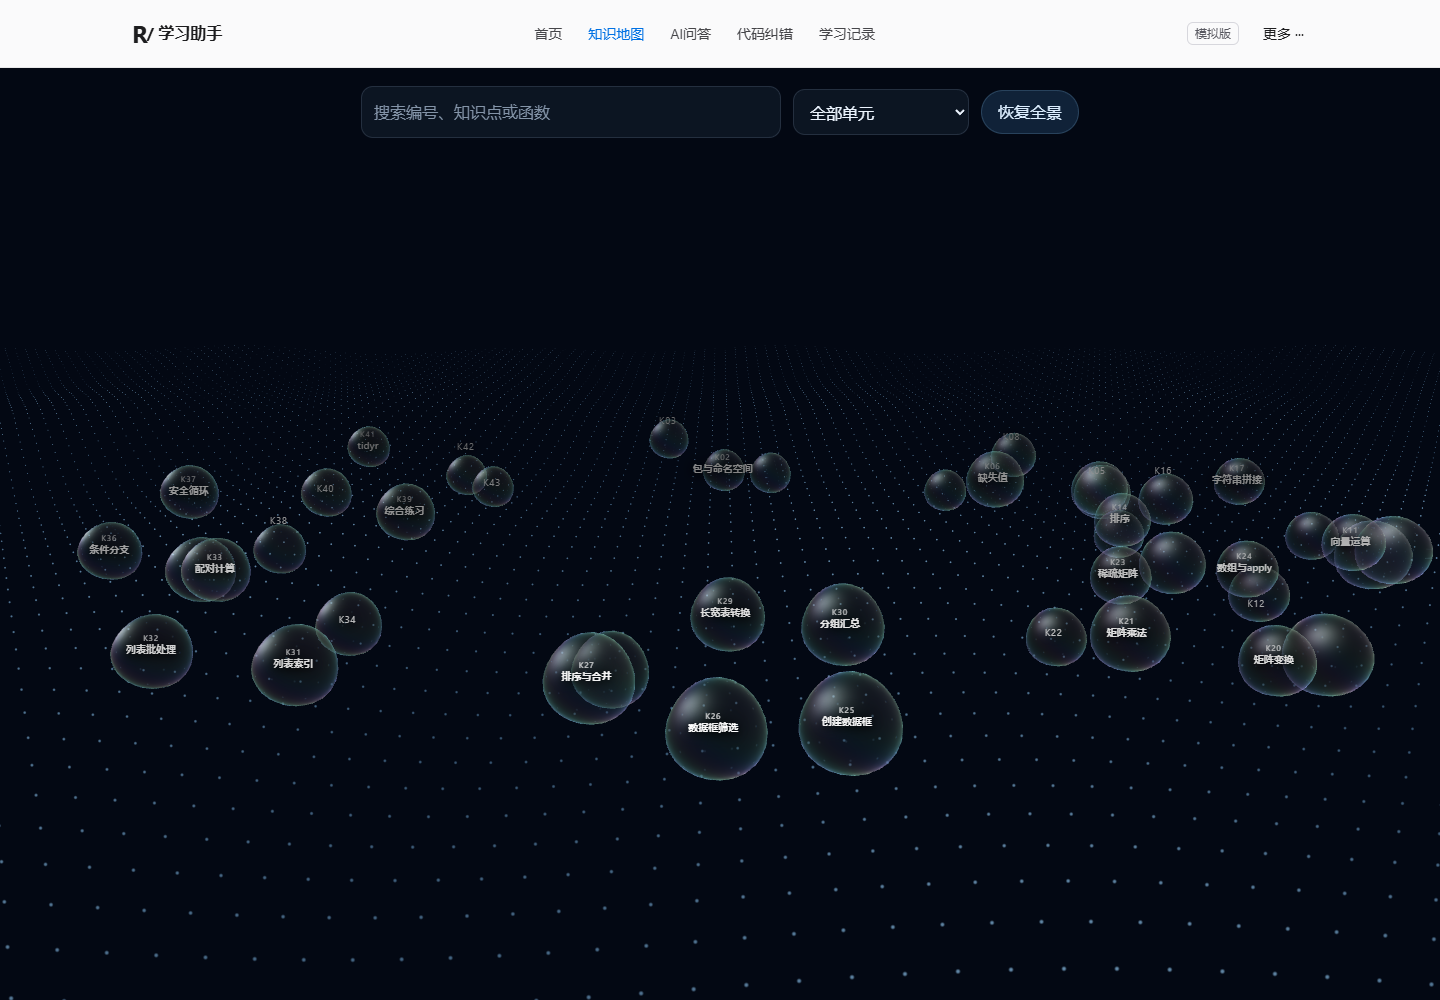 R/ 学习助手
首页
知识地图
AI问答
代码纠错
学习记录
模拟版
更多 ···
搜索编号、知识点或函数
全部单元
恢复全景
K03
K41
tidyr
K42
K08
K02
包与命名空间
K06
缺失值
K05
K16
K17
字符串拼接
K37
安全循环
K40
K43
K39
综合练习
K14
排序
K38
K11
向量运算
K36
条件分支
K33
配对计算
K23
稀疏矩阵
K24
数组与apply
K12
K29
长宽表转换
K30
分组汇总
K34
K22
K21
矩阵乘法
K32
列表批处理
K31
列表索引
K27
排序与合并
K20
矩阵变换
K26
数据框筛选
K25
创建数据框